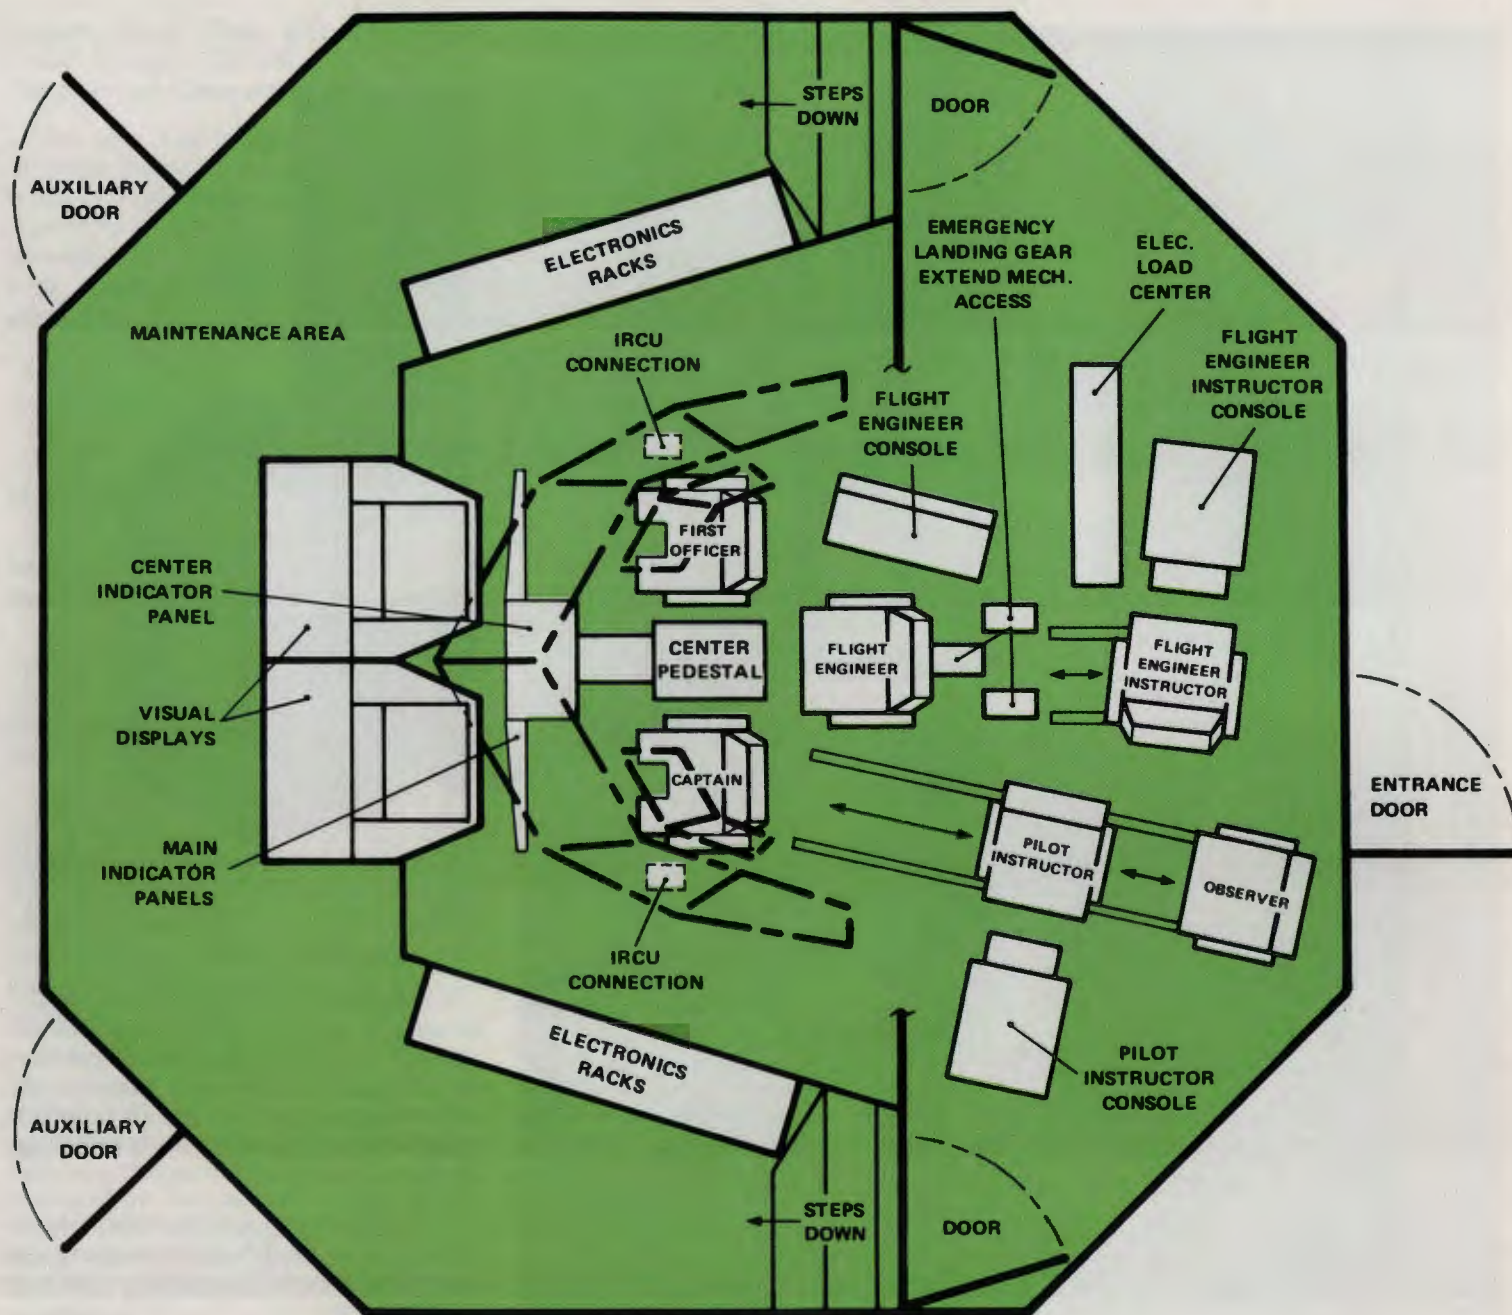 STEPS
DOWN
DOOR
AUXILIARY
DOOR
ELECTRONICS
RACKS
EMERGENCY
LANDING GEAR
EXTEND MECH.
ACCESS
ELEC.
LOAD
CENTER
MAINTENANCE AREA
IRCU
CONNECTION
FLIGHT
ENGINEER
INSTRUCTOR
CONSOLE
FLIGHT
ENGINEER
CONSOLE
FIRST
OFFICER
CENTER
INDICATOR
PANEL
CENTER
PEDESTAL
FLIGHT
ENGINEER
FLIGHT
ENGINEER
INSTRUCTOR
VISUAL
DISPLAYS
CAPTAIN
ENTRANCE
DOOR
MAIN
INDICATOR
PANELS
PILOT
INSTRUCTOR
OBSERVER
IRCU
CONNECTION
ELECTRONICS
RACKS
PILOT
INSTRUCTOR
CONSOLE
AUXILIARY
DOOR
STEPS
DOWN
DOOR